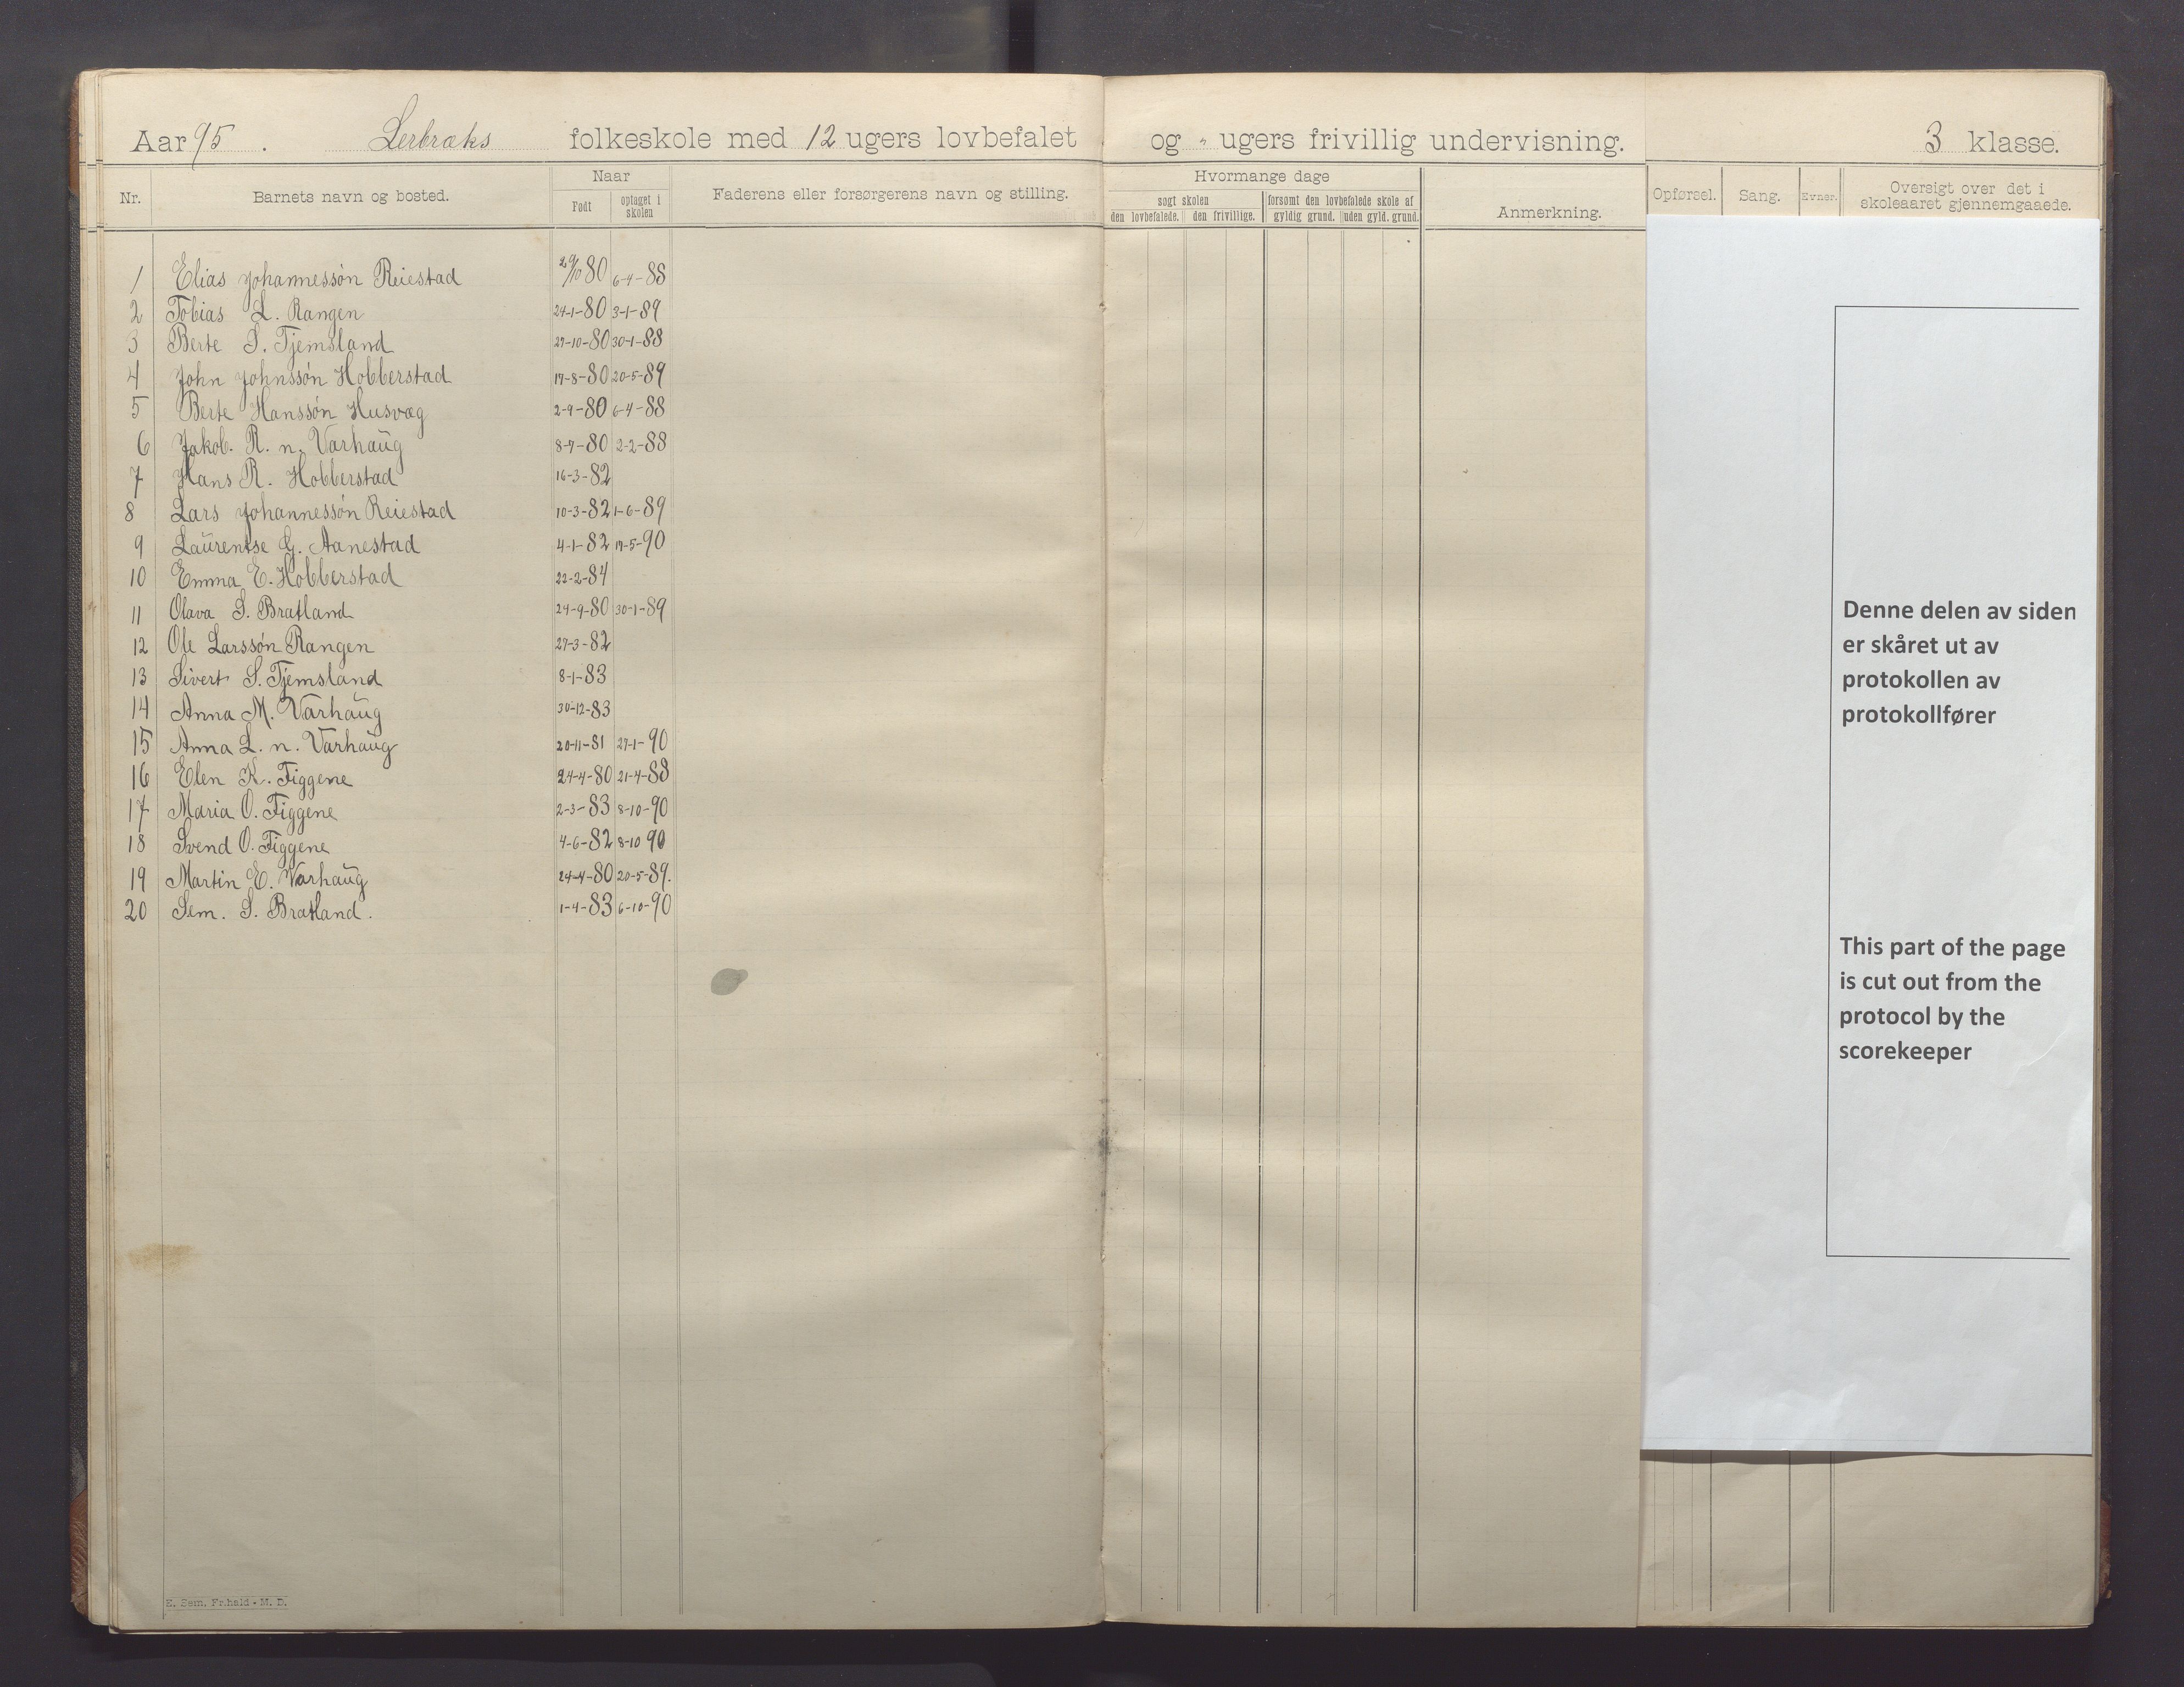 Aar 95. Lerbræks folkeskole med 12 ugers lovbefalet og " ugers frivillig undervisning. 3 klasse.
Nr. Barnets navn og bosted. Naar Født optaget i skolen Faderens eller forsørgerens navn og stilling. Hvormange dage søgt skolen den lovbefalede. den frivillige. forsømt den lovbefalede skole af gyldig grund. uden gyld. grund. Anmerkning. Opførsel. Sang. Evner. Oversigt over det i skoleaaret gjennemgaaede.
1 Elias Johannessøn Reiestad 29/10 80 6-4-88
2 Tobias L. Rangen 24-1-80 3-1-89
3 Berte S. Tjemsland 27-10-80 30-1-88
4 John Johnssøn Hobberstad 17-8-80 20-5-89
5 Berte Hanssøn Husvæg 2-9-80 6-4-88
6 Jakob. R. n. Varhaug 8-7-80 2-2-88
7 Hans R. Hobberstad 16-3-82
8 Lars Johannessøn Reiestad 10-3-82 1-6-89
9 Laurentse G. Aanestad 4-1-82 17-5-90
10 Emma E. Hobberstad 22-2-84
11 Olava S. Bratland 24-9-80 30-1-89
12 Ole Larssøn Rangen 27-3-82
13 Sivert S. Tjemsland 8-1-83
14 Anna M. Varhaug 30-12-83
15 Anna L. n. Varhaug 20-11-81 27-1-90
16 Elen K. Figgene 24-4-80 21-4-88
17 Maria O. Figgene 2-3-83 8-10-90
18 Svend O. Figgene 4-6-82 8-10 90
19 Martin E. Varhaug 24-4-80 20-5-89.
20 Sem. S. Bratland. 1-4-83 6-10-90
E. Sem, Fr.hald - M. D.
Denne delen av siden
er skåret ut av
protokollen av
protokollfører
This part of the page
is cut out from the
protocol by the
scorekeeper